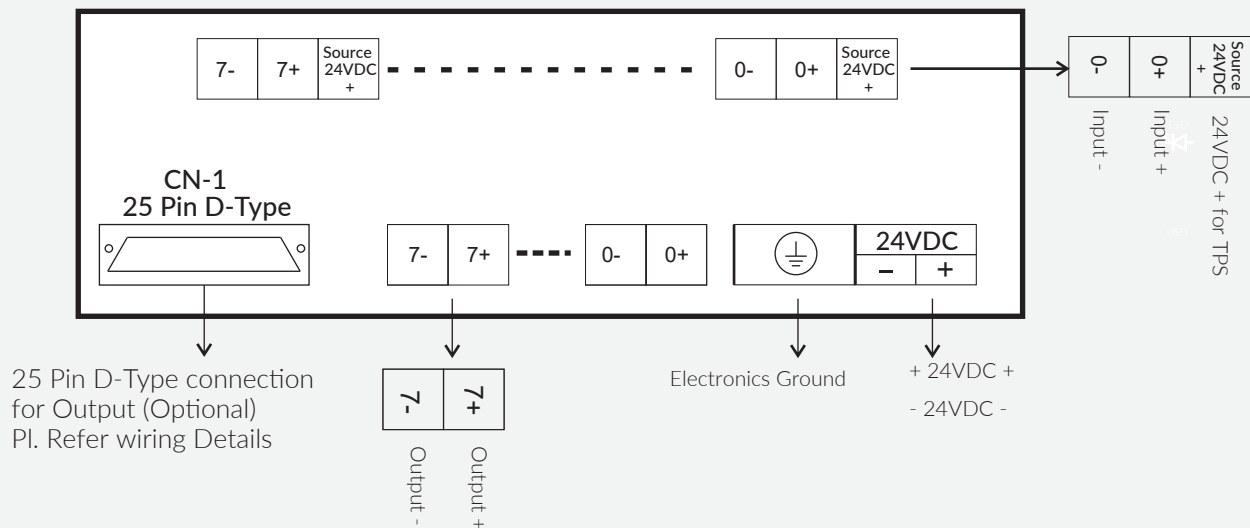 7-
7+
Source
24VDC
+
0-
0+
Source
24VDC
+
0-
0+
Source
24VDC
+
Input -
Input +
24VDC + for TPS
CN-1
25 Pin D-Type
7-
7+
0-
0+
24VDC
–
+
25 Pin D-Type connection
for Output (Optional)
Pl. Refer wiring Details
7-
7+
Output -
Output +
Electronics Ground
+ 24VDC +
- 24VDC -